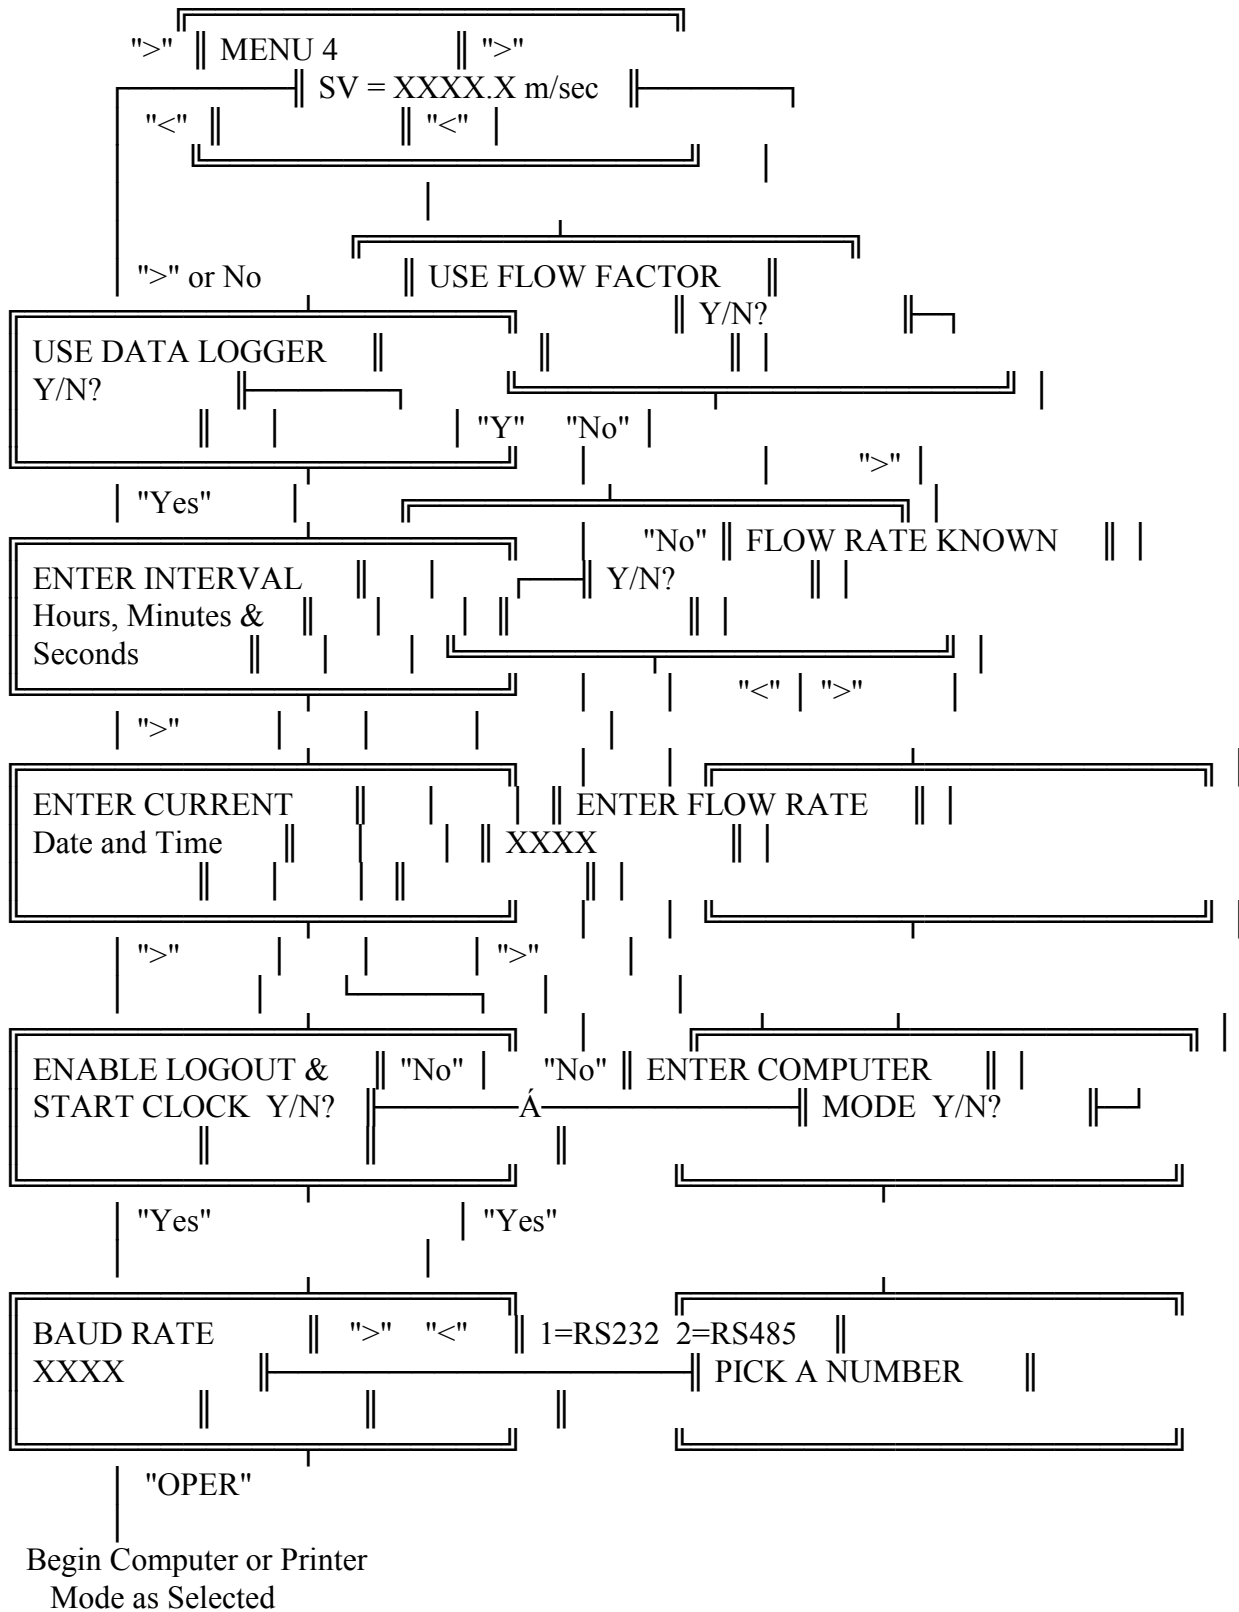 ">" MENU 4 ">"
SV = XXXX.X m/sec
"<" "<"
">" or No USE FLOW FACTOR
Y/N?
USE DATA LOGGER
Y/N?
"Y" "No"
">"
"Yes"
"No" FLOW RATE KNOWN
ENTER INTERVAL Y/N?
Hours, Minutes &
Seconds
"<" ">"
">"
ENTER CURRENT ENTER FLOW RATE
Date and Time XXXX
">" ">"
ENABLE LOGOUT & "No" "No" ENTER COMPUTER
START CLOCK Y/N? Á MODE Y/N?
"Yes" "Yes"
BAUD RATE ">" "<" 1=RS232 2=RS485
XXXX PICK A NUMBER
"OPER"
Begin Computer or Printer
Mode as Selected